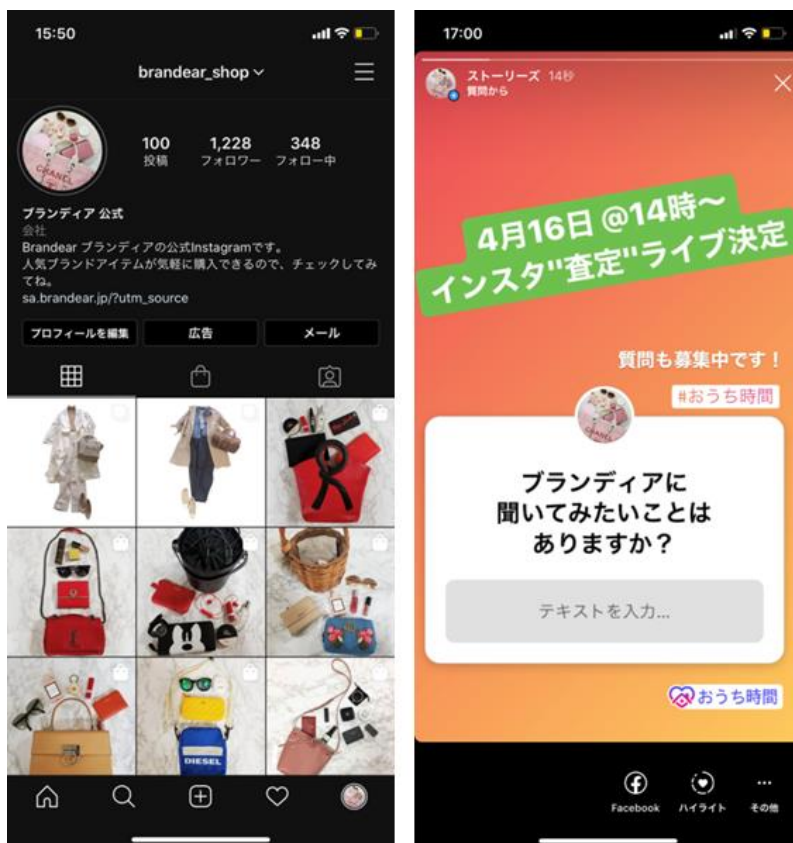 15:50
brandear_shop
100
1,228
348
投稿
フォロワー
フォロー中
CHANEL
ブランディア 公式
会社
Brandear ブランディアの公式Instagramです。
人気ブランドアイテムが気軽に購入できるので、チェックしてみ
てね。
sa.brandear.jp/?utm_source
プロフィールを編集
広告
メール
DIESEL
17:00
ストーリーズ 14秒
質問から
4月16日 @14時～
インスタ"査定"ライブ決定
質問も募集中です！
#おうち時間
CHANEL
ブランディアに
聞いてみたいことは
ありますか？
テキストを入力...
おうち時間
Facebook
ハイライト
その他